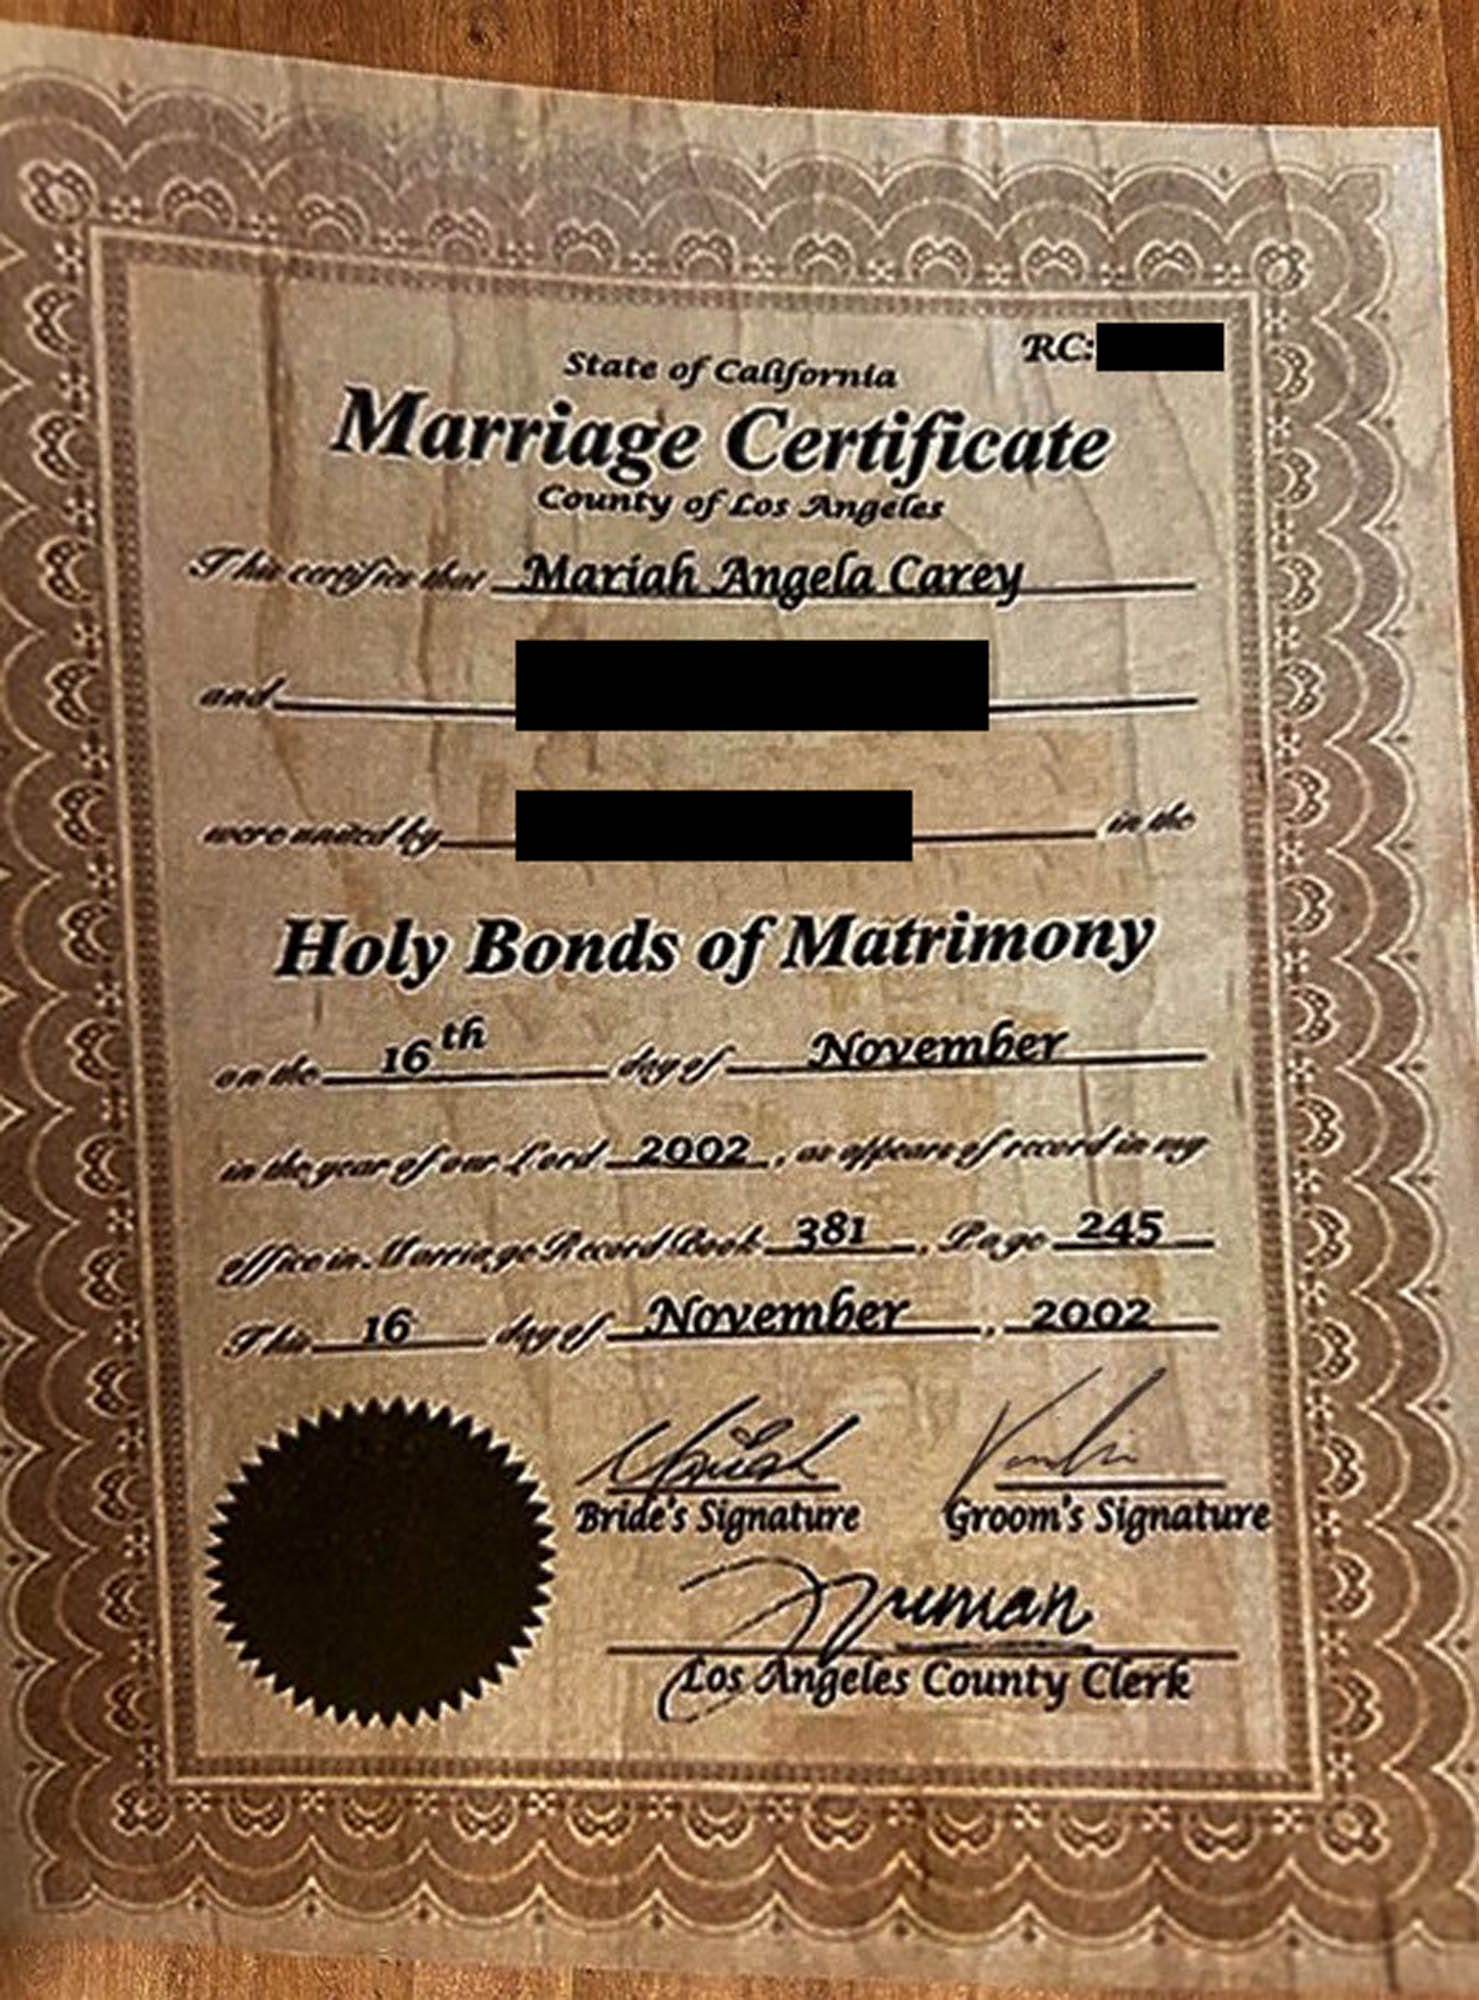 RC:
State of California
Marriage Certificate
County of Los Angeles
This certifies that Mariah Angela Carey
and
were united by in the
Holy Bonds of Matrimony
on the 16th day of November
in the year of our Lord 2002, as appears of record in my
office in Marriage Record Book 381, Page 245
This 16 day of November, 2002
Bride's Signature Groom's Signature
Los Angeles County Clerk